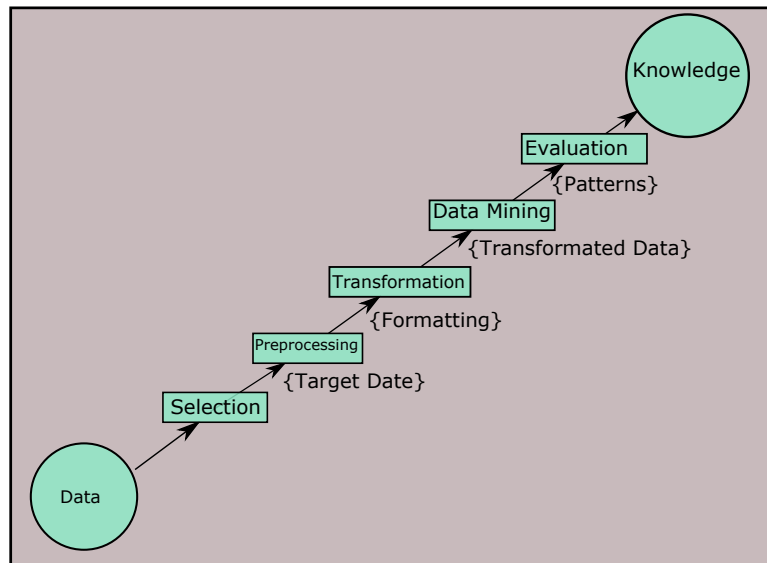 Knowledge
Evaluation
{Patterns}
Data Mining
{Transformated Data}
Transformation
{Formatting}
Preprocessing
{Target Date}
Selection
Data